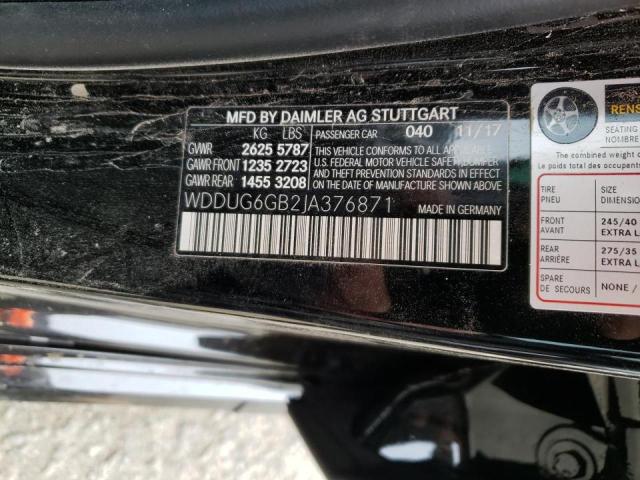 MFD BY DAIMLER AG STUTTGART
KG LBS PASSENGER CAR 040 11/17
GVWR 2625 5787
GAWR FRONT 1235 2723
GAWR REAR 1455 3208
THIS VEHICLE CONFORMS TO ALL APPLICABLE
U.S. FEDERAL MOTOR VEHICLE SAFETY, BUMPER
AND THEFT PREVENTION STANDARDS IN EFFECT
ON THE DATE OF MANUFACTURE SHOWN ABOVE
WDDUG6GB2JA376871 MADE IN GERMANY
SEATING
NOMBRE
The combined weight of
Le poids total des occupants
TIRE SIZE
PNEU DIMENSIO
FRONT 245/40
AVANT EXTRA L
REAR 275/35
ARRIÈRE EXTRA L
SPARE NONE /
DE SECOURS